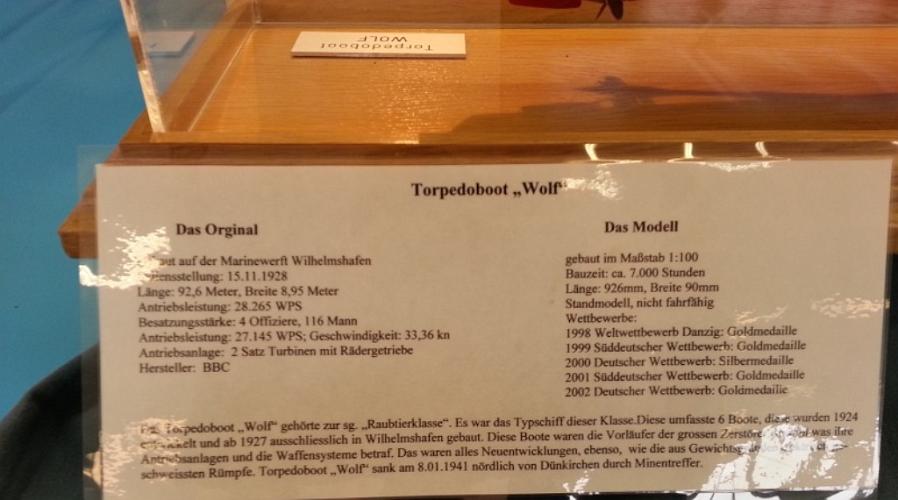 Torpedoboot
WOLF
Torpedoboot „Wolf“
Das Orginal
auf der Marinewerft Wilhelmshafen
15.11.1928
Länge: 92,6 Meter, Breite 8,95 Meter
Antriebsleistung: 28.265 WPS
Besatzungsstärke: 4 Offiziere, 116 Mann
Antriebsleistung: 27.145 WPS; Geschwindigkeit: 33,36 kn
Antriebsanlage: 2 Satz Turbinen mit Rädergetriebe
Hersteller: BBC
Das Modell
gebaut im Maßstab 1:100
Bauzeit: ca. 7.000 Stunden
Länge: 926mm, Breite 90mm
Standmodell, nicht fahrfähig
Wettbewerbe:
1998 Weltwettbewerb Danzig: Goldmedaille
1999 Süddeutscher Wettbewerb: Goldmedaille
2000 Deutscher Wettbewerb: Silbermedaille
2001 Süddeutscher Wettbewerb: Goldmedaille
2002 Deutscher Wettbewerb: Goldmedaille
Torpedoboot „Wolf“ gehörte zur sg. „Raubtierklasse“. Es war das Typschiff dieser Klasse.Diese umfasste 6 Boote, diese wurden 1924
und ab 1927 ausschliesslich in Wilhelmshafen gebaut. Diese Boote waren die Vorläufer der grossen was ihre
Antriebsanlagen und die Waffensysteme betraf. Das waren alles Neuentwicklungen, ebenso, wie die aus
schweissten Rümpfe. Torpedoboot „Wolf“ sank am 8.01.1941 nördlich von Dünkirchen durch Minentreffer.